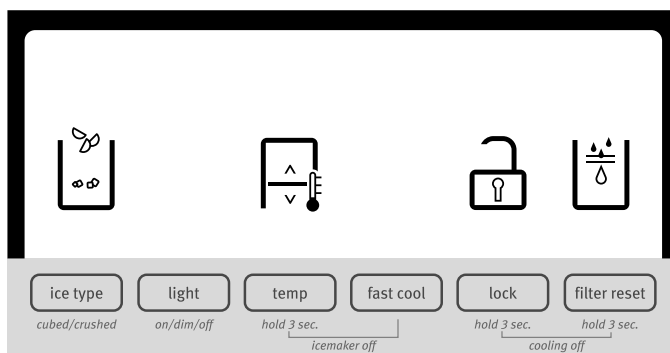 ice type
light
temp
fast cool
lock
filter reset
cubed/crushed
on/dim/off
hold 3 sec.
hold 3 sec.
hold 3 sec.
icemaker off
cooling off